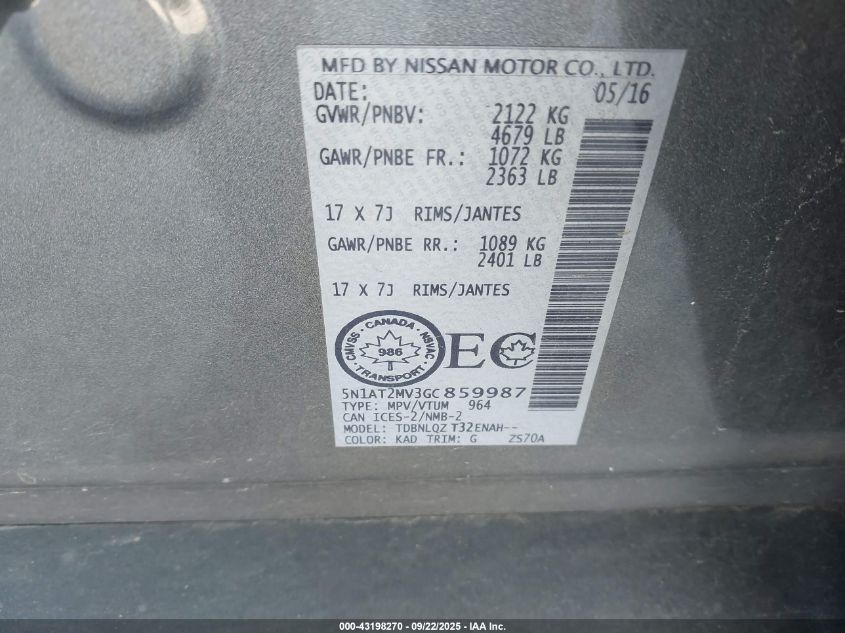 MFD BY NISSAN MOTOR CO., LTD.
DATE: 05/16
GVWR/PNBV: 2122 KG
4679 LB
GAWR/PNBE FR.: 1072 KG
2363 LB
17 X 7J RIMS/JANTES
GAWR/PNBE RR.: 1089 KG
2401 LB
17 X 7J RIMS/JANTES
CANADA
CMVSS · NSVAC
986
TRANSPORT
EC
5N1AT2MV3GC859987
TYPE: MPV/VTUM 964
CAN ICES-2/NMB-2
MODEL: TDBNLQZ T32ENAH--
COLOR: KAD TRIM: G ZS70A
000-43198270 - 09/22/2025 - IAA Inc.